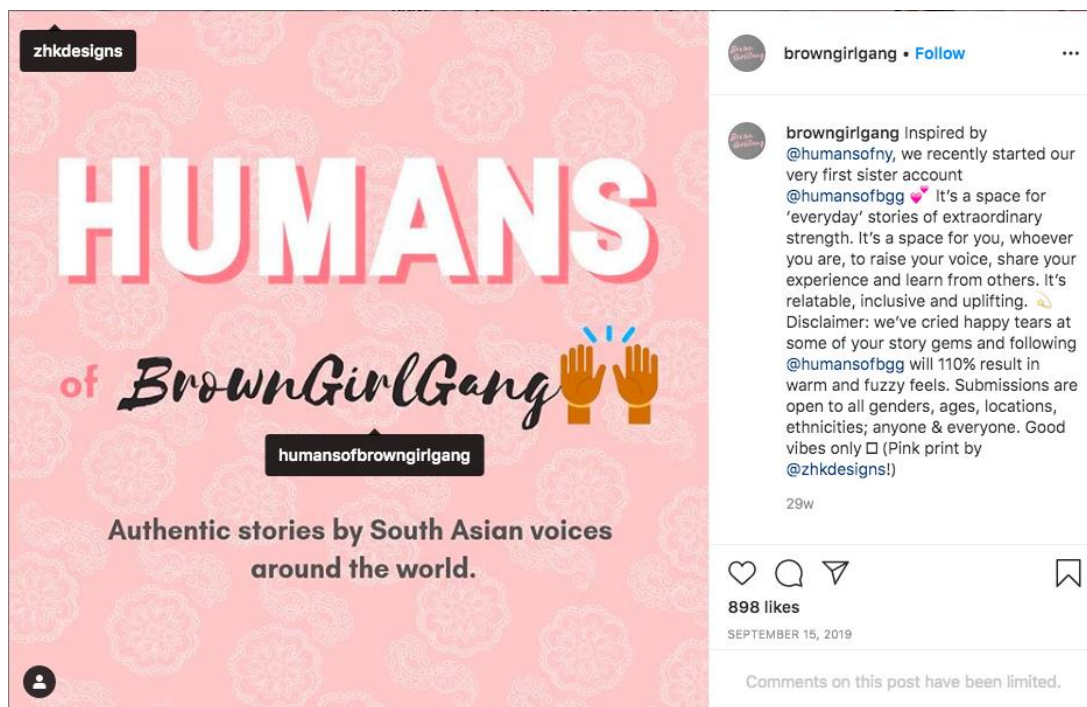 zhkdesigns
HUMANS
of BrownGirlGang🙌🏾
humansofbrowngirlgang
Authentic stories by South Asian voices
around the world.
browngirlgang • Follow
browngirlgang Inspired by
@humansofny, we recently started our
very first sister account
@humansofbgg 💕 It's a space for
‘everyday’ stories of extraordinary
strength. It's a space for you, whoever
you are, to raise your voice, share your
experience and learn from others. It's
relatable, inclusive and uplifting. 💫
Disclaimer: we've cried happy tears at
some of your story gems and following
@humansofbgg will 110% result in
warm and fuzzy feels. Submissions are
open to all genders, ages, locations,
ethnicities; anyone & everyone. Good
vibes only □ (Pink print by
@zhkdesigns!)
29w
898 likes
SEPTEMBER 15, 2019
Comments on this post have been limited.